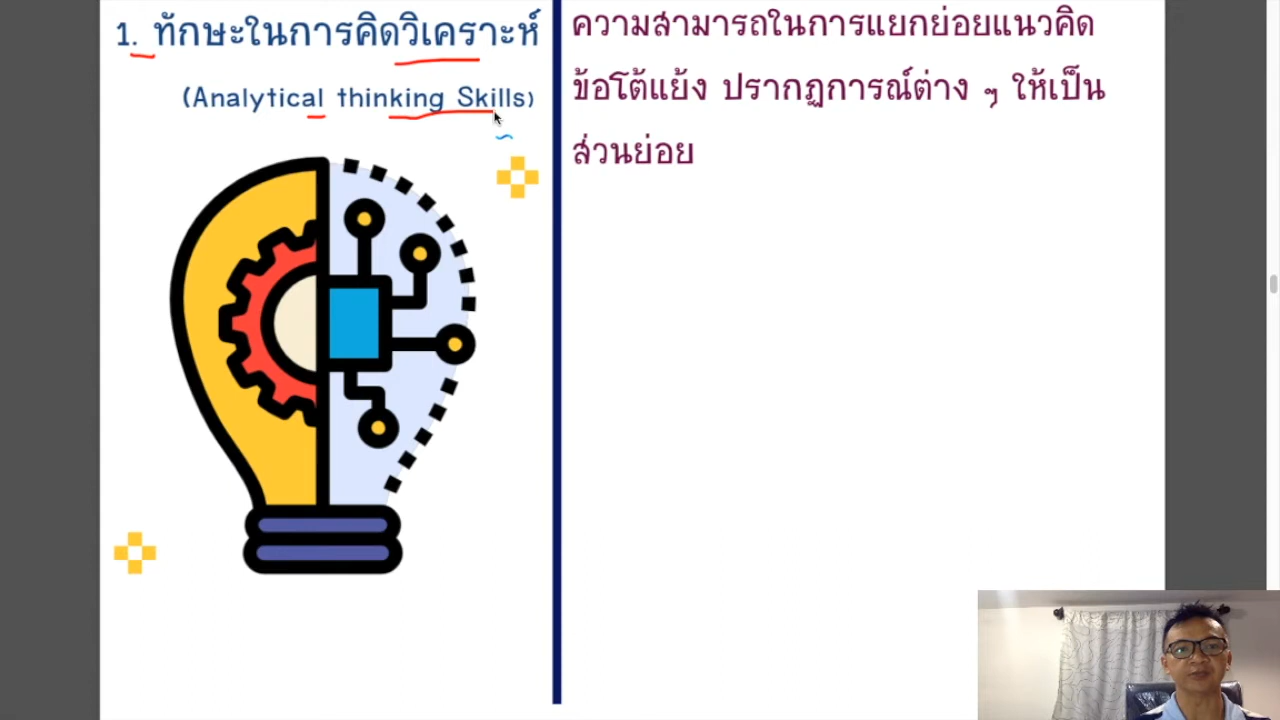 1. ทักษะในการคิดวิเคราะห์
(Analytical thinking Skills)
ความสามารถในการแยกย่อยแนวคิด
ข้อโต้แย้ง ปรากฏการณ์ต่าง ๆ ให้เป็น
ส่วนย่อย